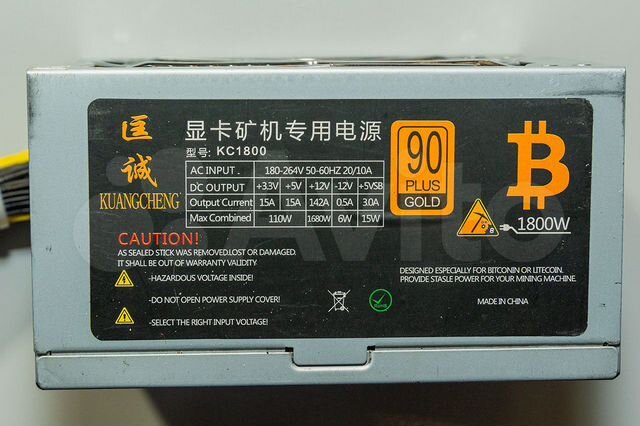 匡
诚
KUANGCHENG
显卡矿机专用电源
型号: KC1800
AC INPUT . 180-264V 50-60HZ 20/10A
DC OUTPUT +3.3V +5V +12V -12V +5VSB
Output Current 15A 15A 142A 0.5A 3.0A
Max Combined 110W 1680W 6W 15W
90
PLUS
GOLD
1800W
CAUTION!
AS SEALED STICK WAS REMOVED.LOST OR DAMAGED.
IT SHALL BE OUT OF WARRANTY VALIDITY
-HAZARDOUS VOLTAGE INSIDE!
-DO NOT OPEN POWER SUPPLY COVER!
-SELECT THE RIGHT INPUT VOLTAGE!
DESIGNED ESPECIALLY FOR BITCONIN OR LITECOIN.
PROVIDE STASLE POWER FOR YOUR MINING MACHINE.
MADE IN CHINA
Avito